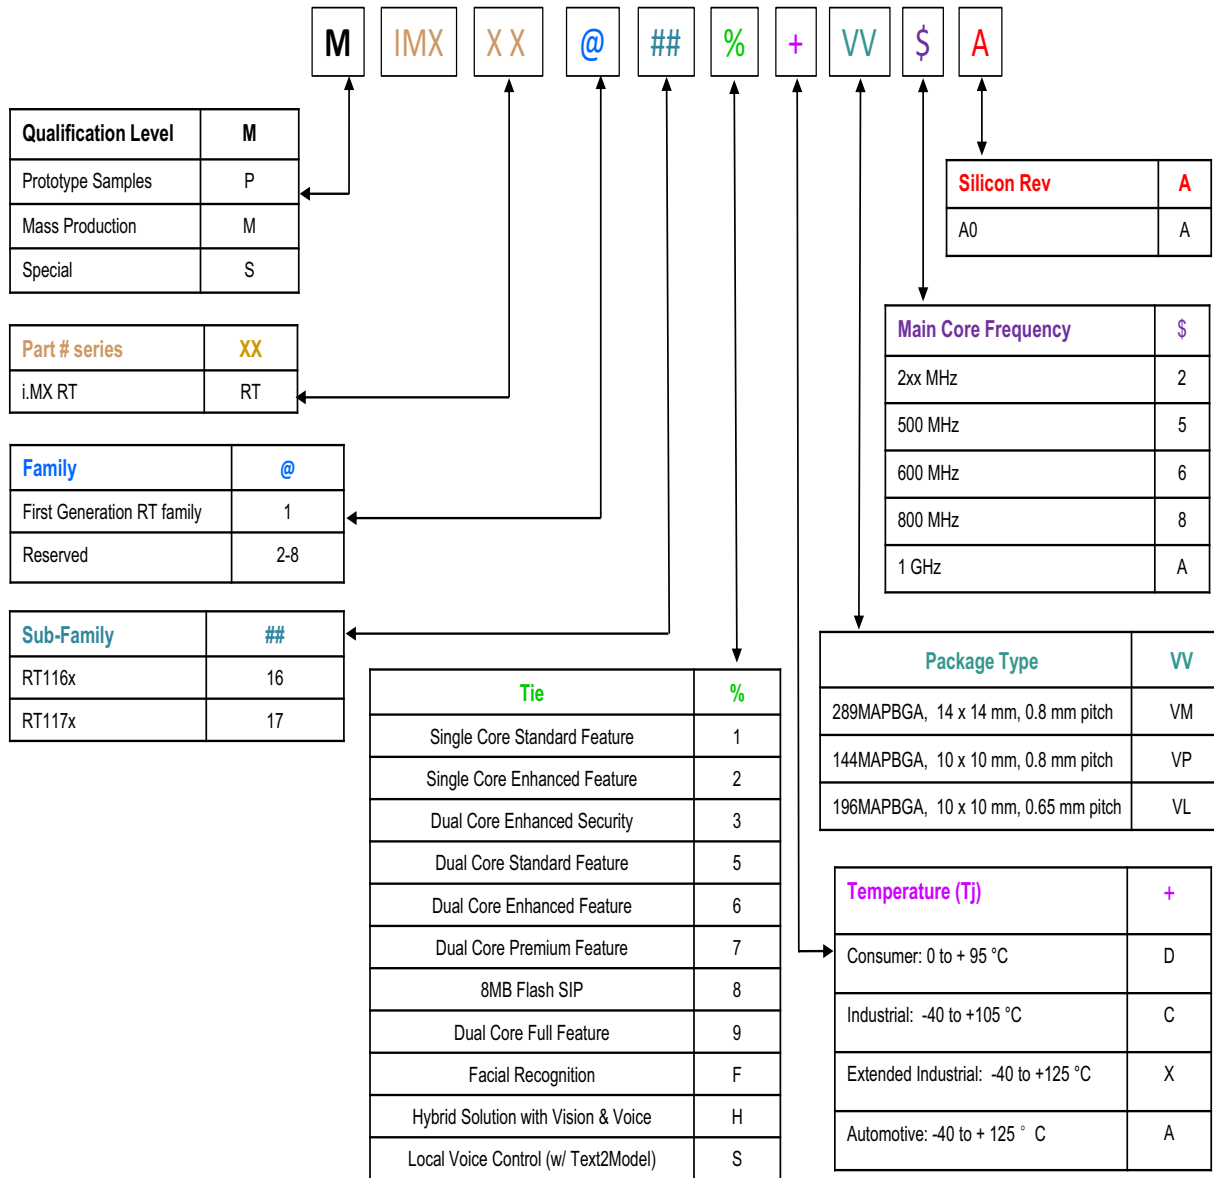 M IMX X X @ ## % + VV $ A
Qualification Level M
Prototype Samples P
Mass Production M
Special S
Part # series XX
i.MX RT RT
Family @
First Generation RT family 1
Reserved 2-8
Sub-Family ##
RT116x 16
RT117x 17
Tie %
Single Core Standard Feature 1
Single Core Enhanced Feature 2
Dual Core Enhanced Security 3
Dual Core Standard Feature 5
Dual Core Enhanced Feature 6
Dual Core Premium Feature 7
8MB Flash SIP 8
Dual Core Full Feature 9
Facial Recognition F
Hybrid Solution with Vision & Voice H
Local Voice Control (w/ Text2Model) S
Silicon Rev A
A0 A
Main Core Frequency $
2xx MHz 2
500 MHz 5
600 MHz 6
800 MHz 8
1 GHz A
Package Type VV
289MAPBGA, 14 x 14 mm, 0.8 mm pitch VM
144MAPBGA, 10 x 10 mm, 0.8 mm pitch VP
196MAPBGA, 10 x 10 mm, 0.65 mm pitch VL
Temperature (Tj) +
Consumer: 0 to + 95 °C D
Industrial: -40 to +105 °C C
Extended Industrial: -40 to +125 °C X
Automotive: -40 to + 125 ° C A